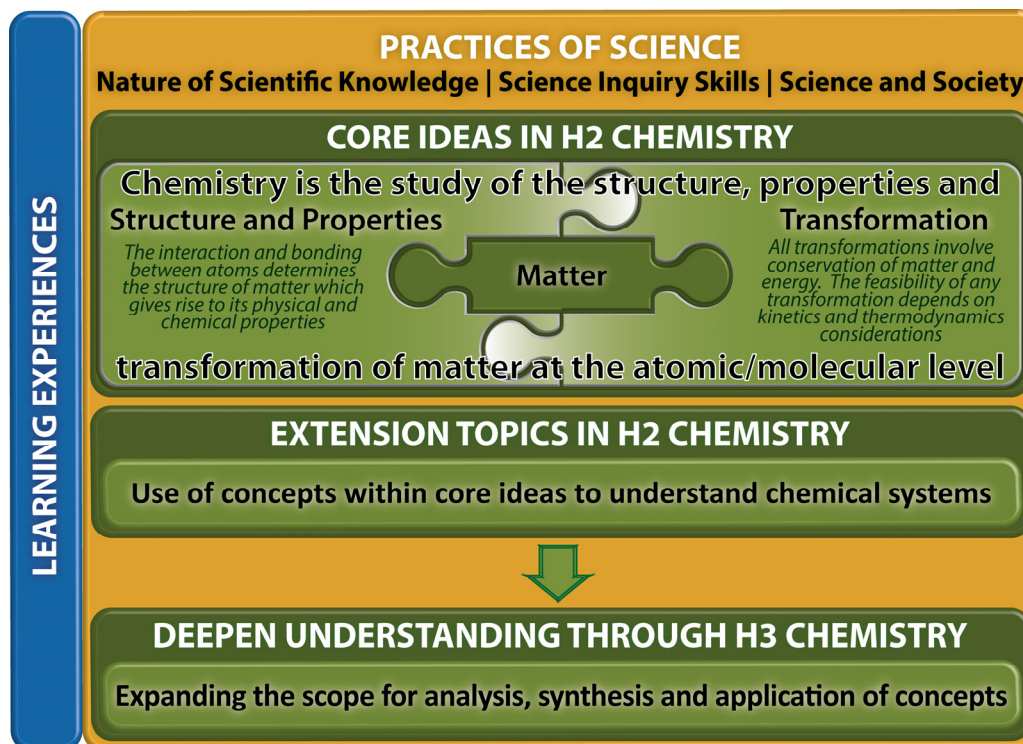 LEARNING EXPERIENCES
PRACTICES OF SCIENCE
Nature of Scientific Knowledge | Science Inquiry Skills | Science and Society
CORE IDEAS IN H2 CHEMISTRY
Chemistry is the study of the structure, properties and
Structure and Properties
The interaction and bonding
between atoms determines
the structure of matter which
gives rise to its physical and
chemical properties
Matter
Transformation
All transformations involve
conservation of matter and
energy. The feasibility of any
transformation depends on
kinetics and thermodynamics
considerations
transformation of matter at the atomic/molecular level
EXTENSION TOPICS IN H2 CHEMISTRY
Use of concepts within core ideas to understand chemical systems
DEEPEN UNDERSTANDING THROUGH H3 CHEMISTRY
Expanding the scope for analysis, synthesis and application of concepts